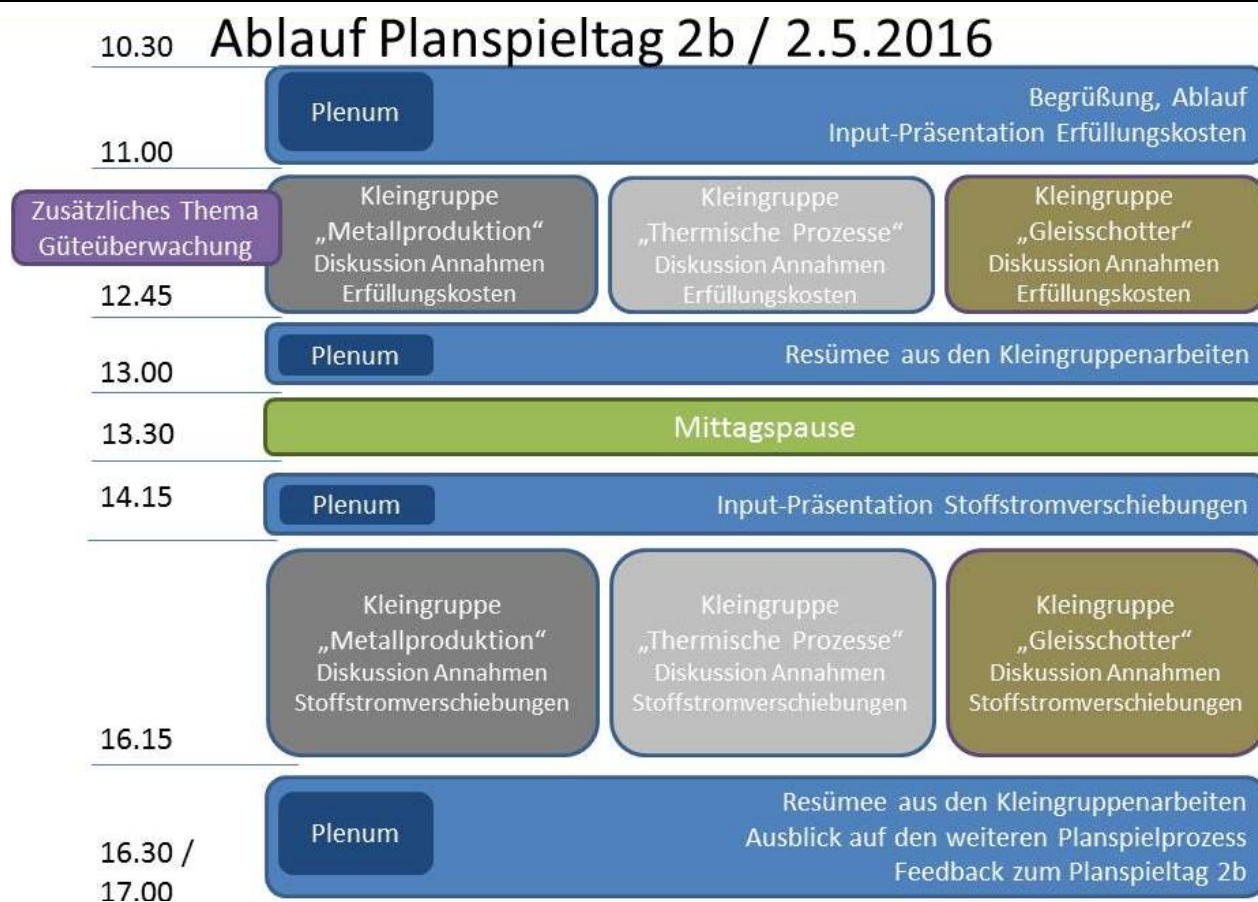 10.30 Ablauf Planspieltag 2b / 2.5.2016
Plenum
Begrüßung, Ablauf
Input-Präsentation Erfüllungskosten
11.00
Zusätzliches Thema
Güteüberwachung
Kleingruppe
„Metallproduktion“
Diskussion Annahmen
Erfüllungskosten
Kleingruppe
„Thermische Prozesse“
Diskussion Annahmen
Erfüllungskosten
Kleingruppe
„Gleisschotter“
Diskussion Annahmen
Erfüllungskosten
12.45
Plenum
Resümee aus den Kleingruppenarbeiten
13.00
13.30
Mittagspause
14.15
Plenum
Input-Präsentation Stoffstromverschiebungen
Kleingruppe
„Metallproduktion“
Diskussion Annahmen
Stoffstromverschiebungen
Kleingruppe
„Thermische Prozesse“
Diskussion Annahmen
Stoffstromverschiebungen
Kleingruppe
„Gleisschotter“
Diskussion Annahmen
Stoffstromverschiebungen
16.15
Plenum
Resümee aus den Kleingruppenarbeiten
Ausblick auf den weiteren Planspielprozess
Feedback zum Planspieltag 2b
16.30 /
17.00